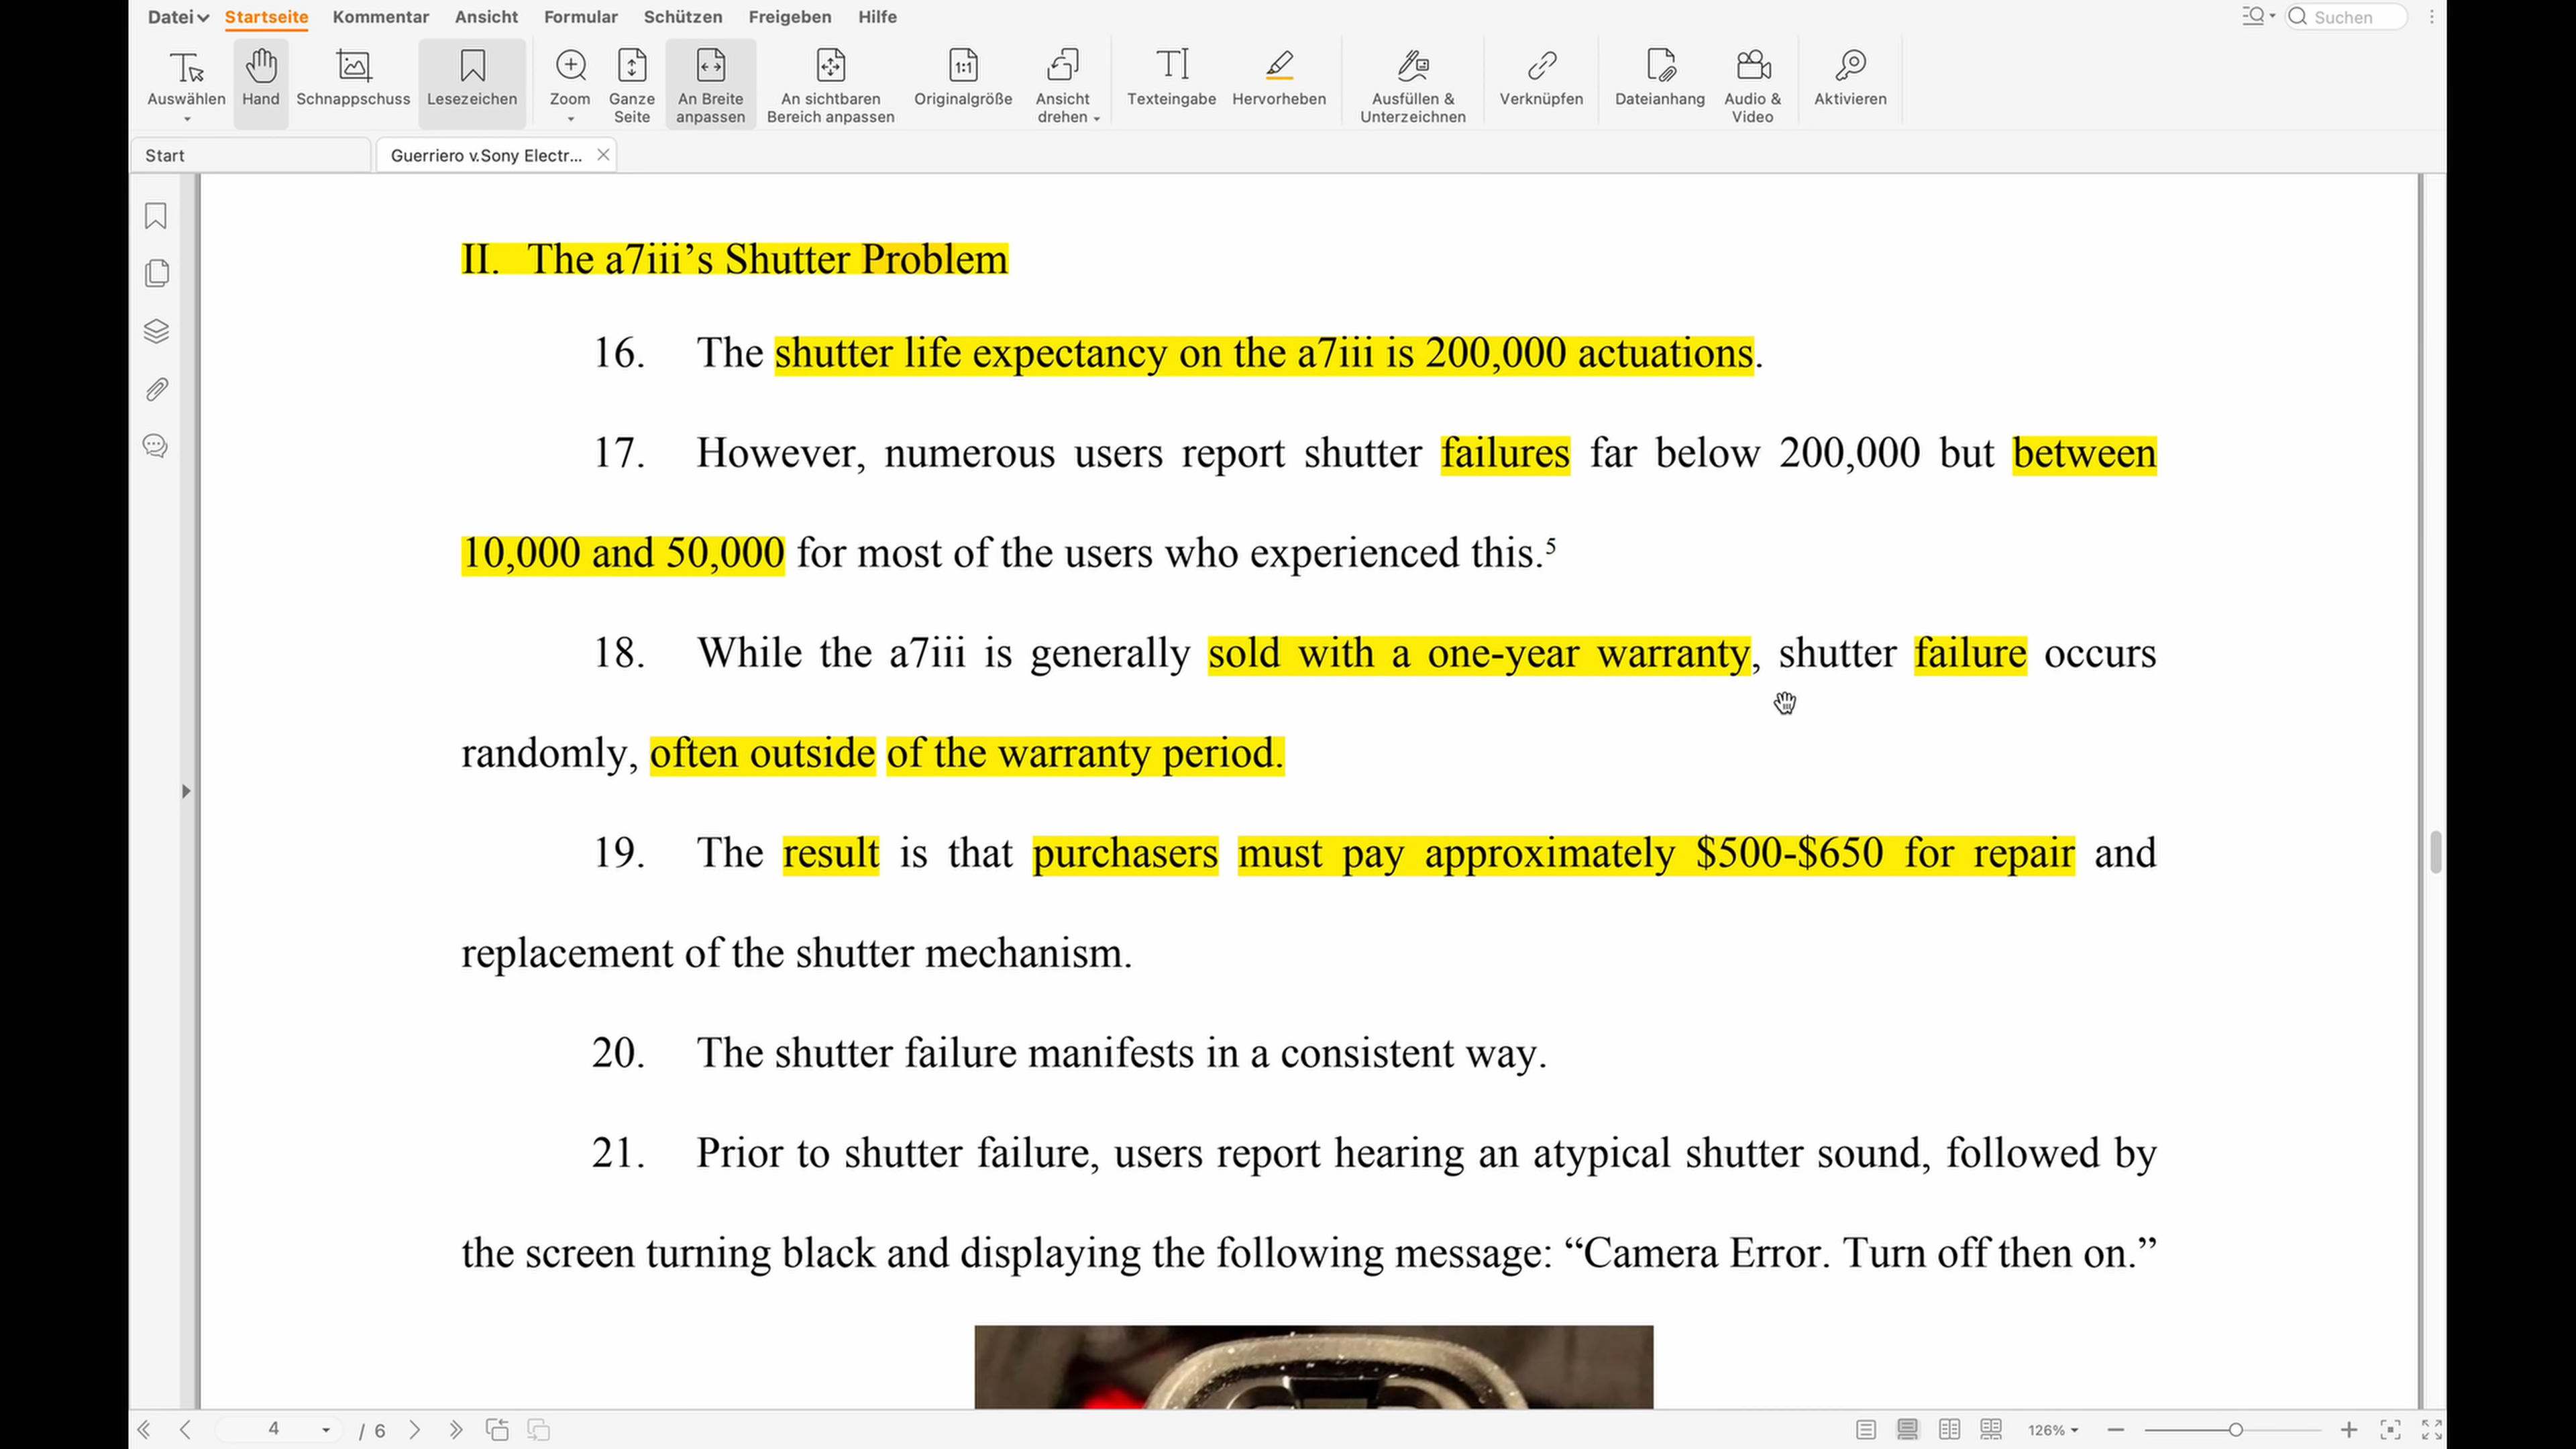 Datei Startseite Kommentar Ansicht Formular Schützen Freigeben Hilfe Suchen
Auswählen Hand Schnappschuss Lesezeichen Zoom Ganze Seite An Breite anpassen An sichtbaren Bereich anpassen Originalgröße Ansicht drehen Texteingabe Hervorheben Ausfüllen & Unterzeichnen Verknüpfen Dateianhang Audio & Video Aktivieren
Start Guerriero v.Sony Electr...
II. The a7iii’s Shutter Problem
16. The shutter life expectancy on the a7iii is 200,000 actuations.
17. However, numerous users report shutter failures far below 200,000 but between
10,000 and 50,000 for most of the users who experienced this.5
18. While the a7iii is generally sold with a one-year warranty, shutter failure occurs
randomly, often outside of the warranty period.
19. The result is that purchasers must pay approximately $500-$650 for repair and
replacement of the shutter mechanism.
20. The shutter failure manifests in a consistent way.
21. Prior to shutter failure, users report hearing an atypical shutter sound, followed by
the screen turning black and displaying the following message: “Camera Error. Turn off then on.”
4 / 6 126%